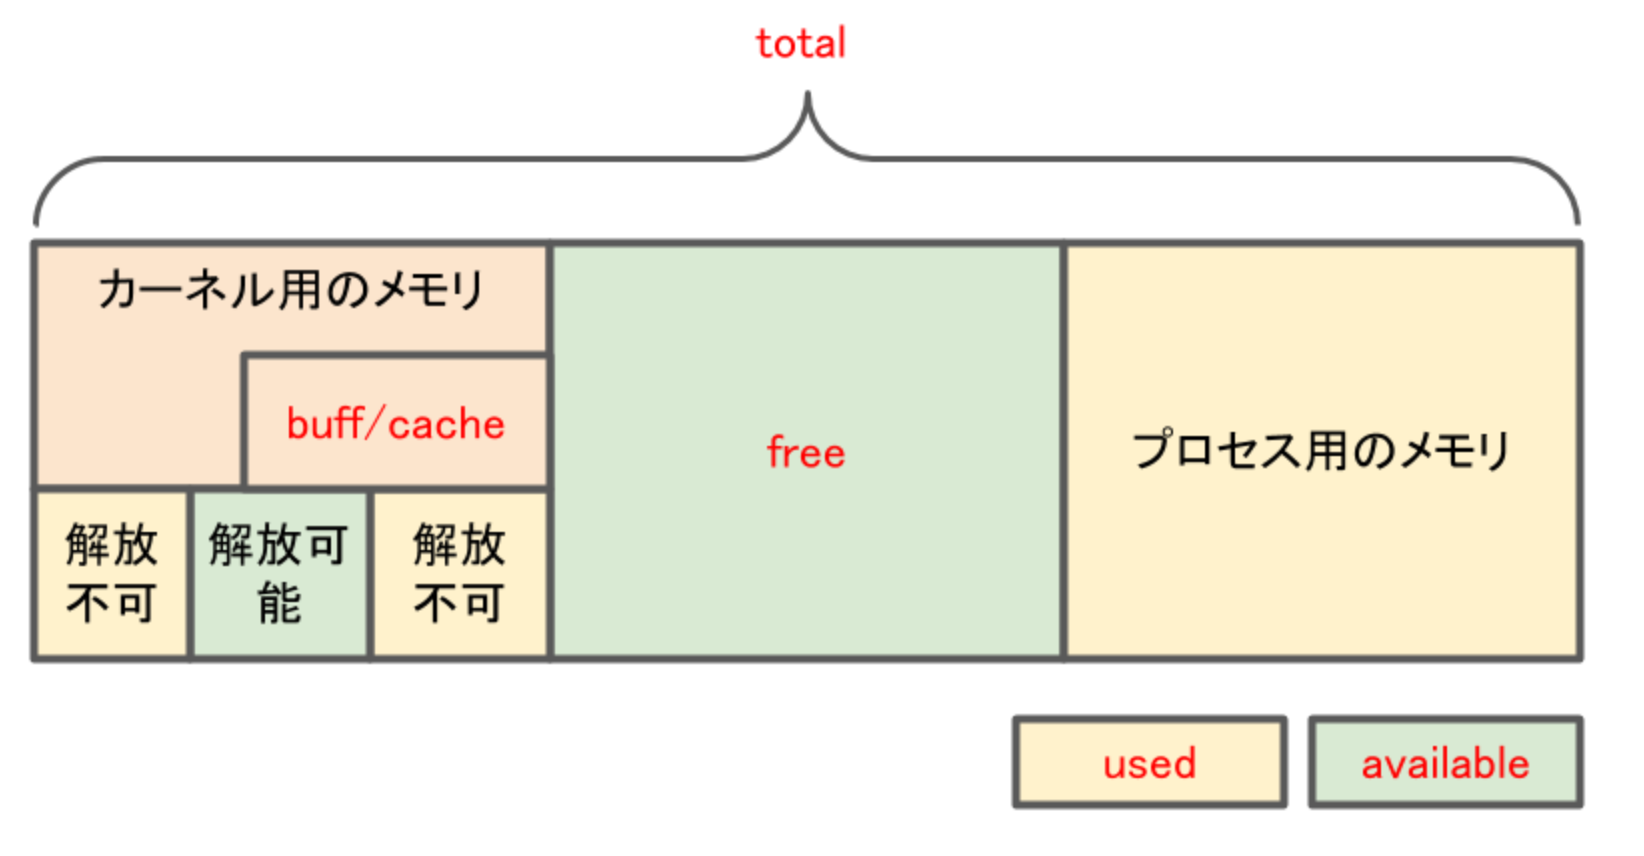 total
カーネル用のメモリ
buff/cache
free
プロセス用のメモリ
解放
不可
解放可
能
解放
不可
used
available